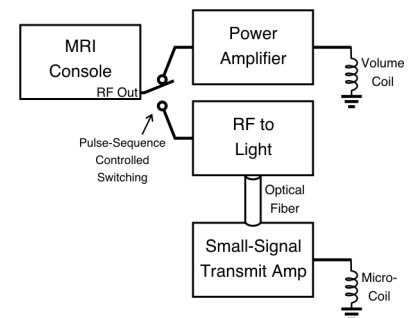 MRI
Console
RF Out
Power
Amplifier
Volume
Coil
Pulse-Sequence
Controlled
Switching
RF to
Light
Optical
Fiber
Small-Signal
Transmit Amp
Micro-
Coil